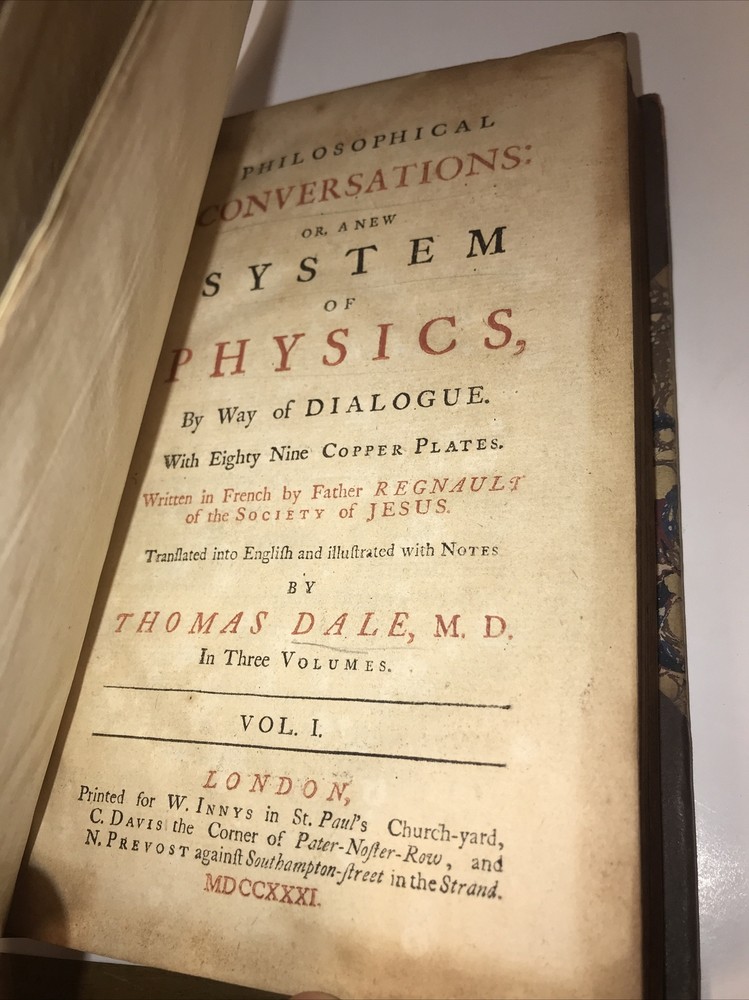 PHILOSOPHICAL
CONVERSATIONS:
OR, A NEW
SYSTEM
OF
PHYSICS,
By Way of DIALOGUE.
With Eighty Nine COPPER PLATES.
Written in French by Father REGNAULT
of the SOCIETY of JESUS.
Tranſlated into Engliſh and illuſtrated with NOTES
BY
THOMAS DALE, M. D.
In Three VOLUMES.
VOL. I.
LONDON,
Printed for W. INNYS in St. Paul's Church-yard,
C. DAVIS the Corner of Pater-Noſter-Row, and
N. PREVOST againſt Southampton-ſtreet in the Strand.
MDCCXXXI.